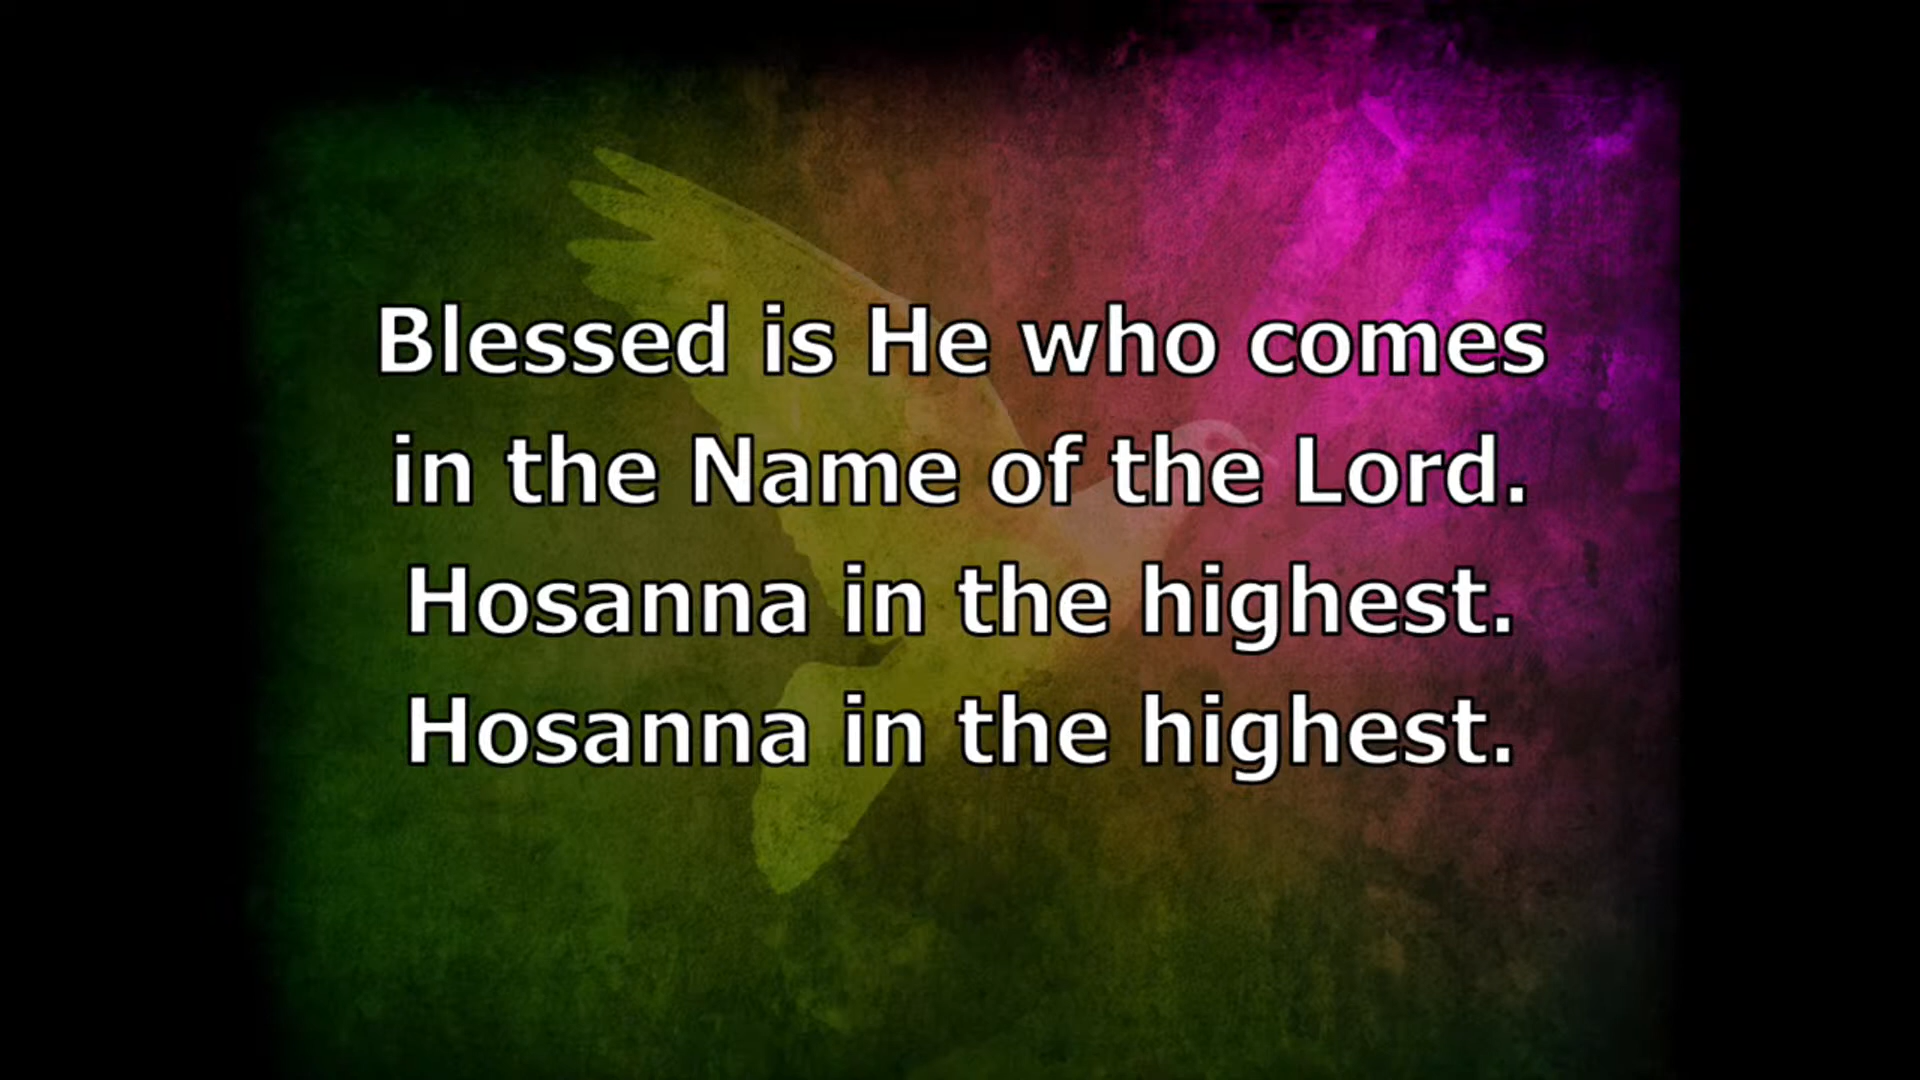 Blessed is He who comes
in the Name of the Lord.
Hosanna in the highest.
Hosanna in the highest.